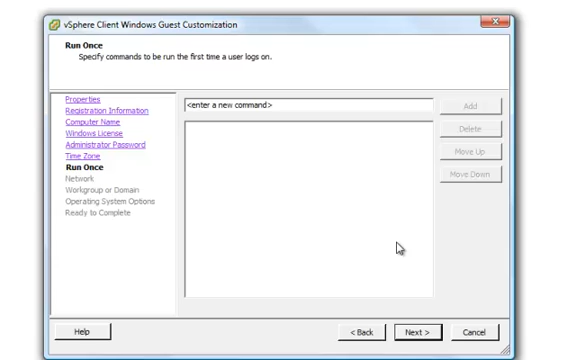 vSphere Client Windows Guest Customization
Run Once
Specify commands to be run the first time a user logs on.
Properties
Registration Information
Computer Name
Windows License
Administrator Password
Time Zone
Run Once
Network
Workgroup or Domain
Operating System Options
Ready to Complete
<enter a new command>
Add
Delete
Move Up
Move Down
Help
< Back
Next >
Cancel